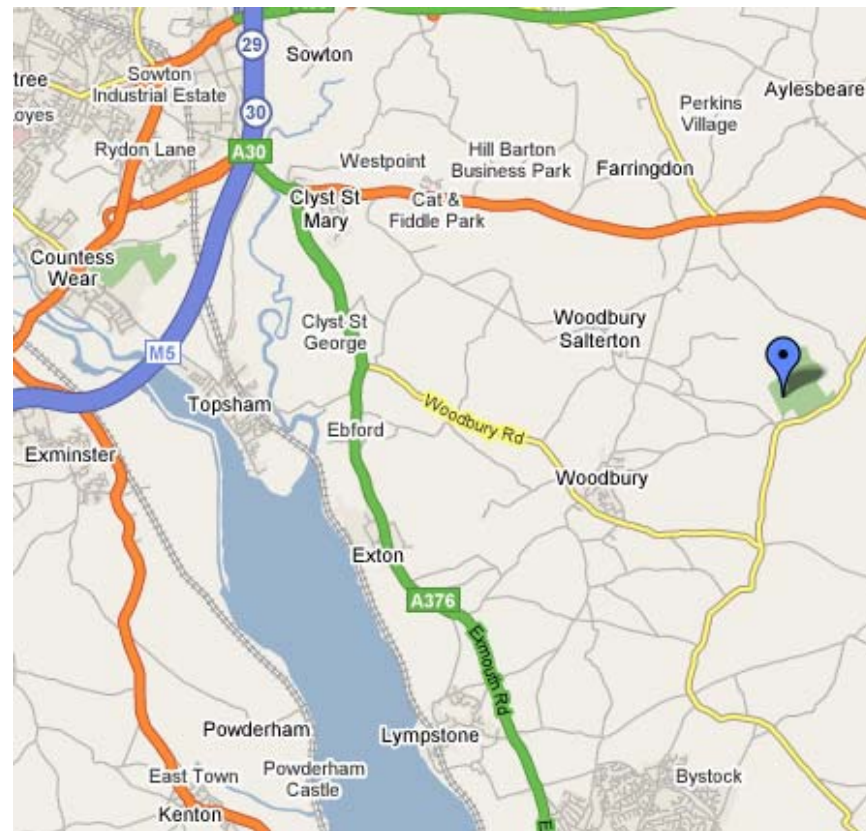 29
Sowton
tree
Sowton
Industrial Estate
Aylesbeare
Perkins
Village
30
oyes
Rydon Lane
A30
Westpoint
Hill Barton
Business Park
Farringdon
Clyst St
Mary
Cat &
Fiddle Park
Countess
Wear
Clyst St
George
Woodbury
Salterton
M5
Topsham
Ebford
Woodbury Rd
Exminster
Woodbury
Exton
A376
Exmouth Rd
Powderham
Lympstone
East Town
Powderham
Castle
Bystock
Kenton
E